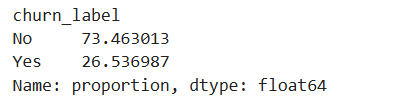 churn_label
No     73.463013
Yes    26.536987
Name: proportion, dtype: float64